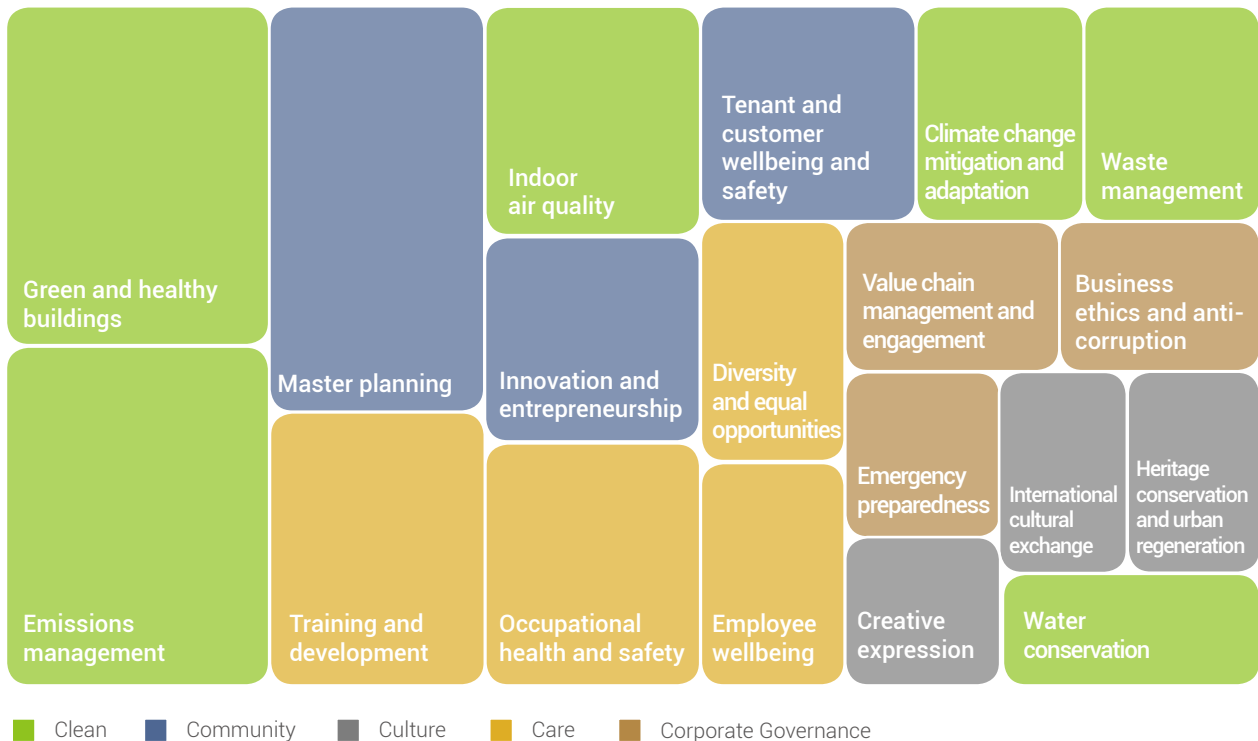 Green and healthy
buildings
Emissions
management
Master planning
Training and
development
Indoor
air quality
Innovation and
entrepreneurship
Occupational
health and safety
Tenant and
customer
wellbeing and
safety
Diversity
and equal
opportunities
Employee
wellbeing
Climate change
mitigation and
adaptation
Waste
management
Value chain
management and
engagement
Business
ethics and anti-
corruption
Emergency
preparedness
International
cultural
exchange
Heritage
conservation
and urban
regeneration
Creative
expression
Water
conservation
Clean
Community
Culture
Care
Corporate Governance